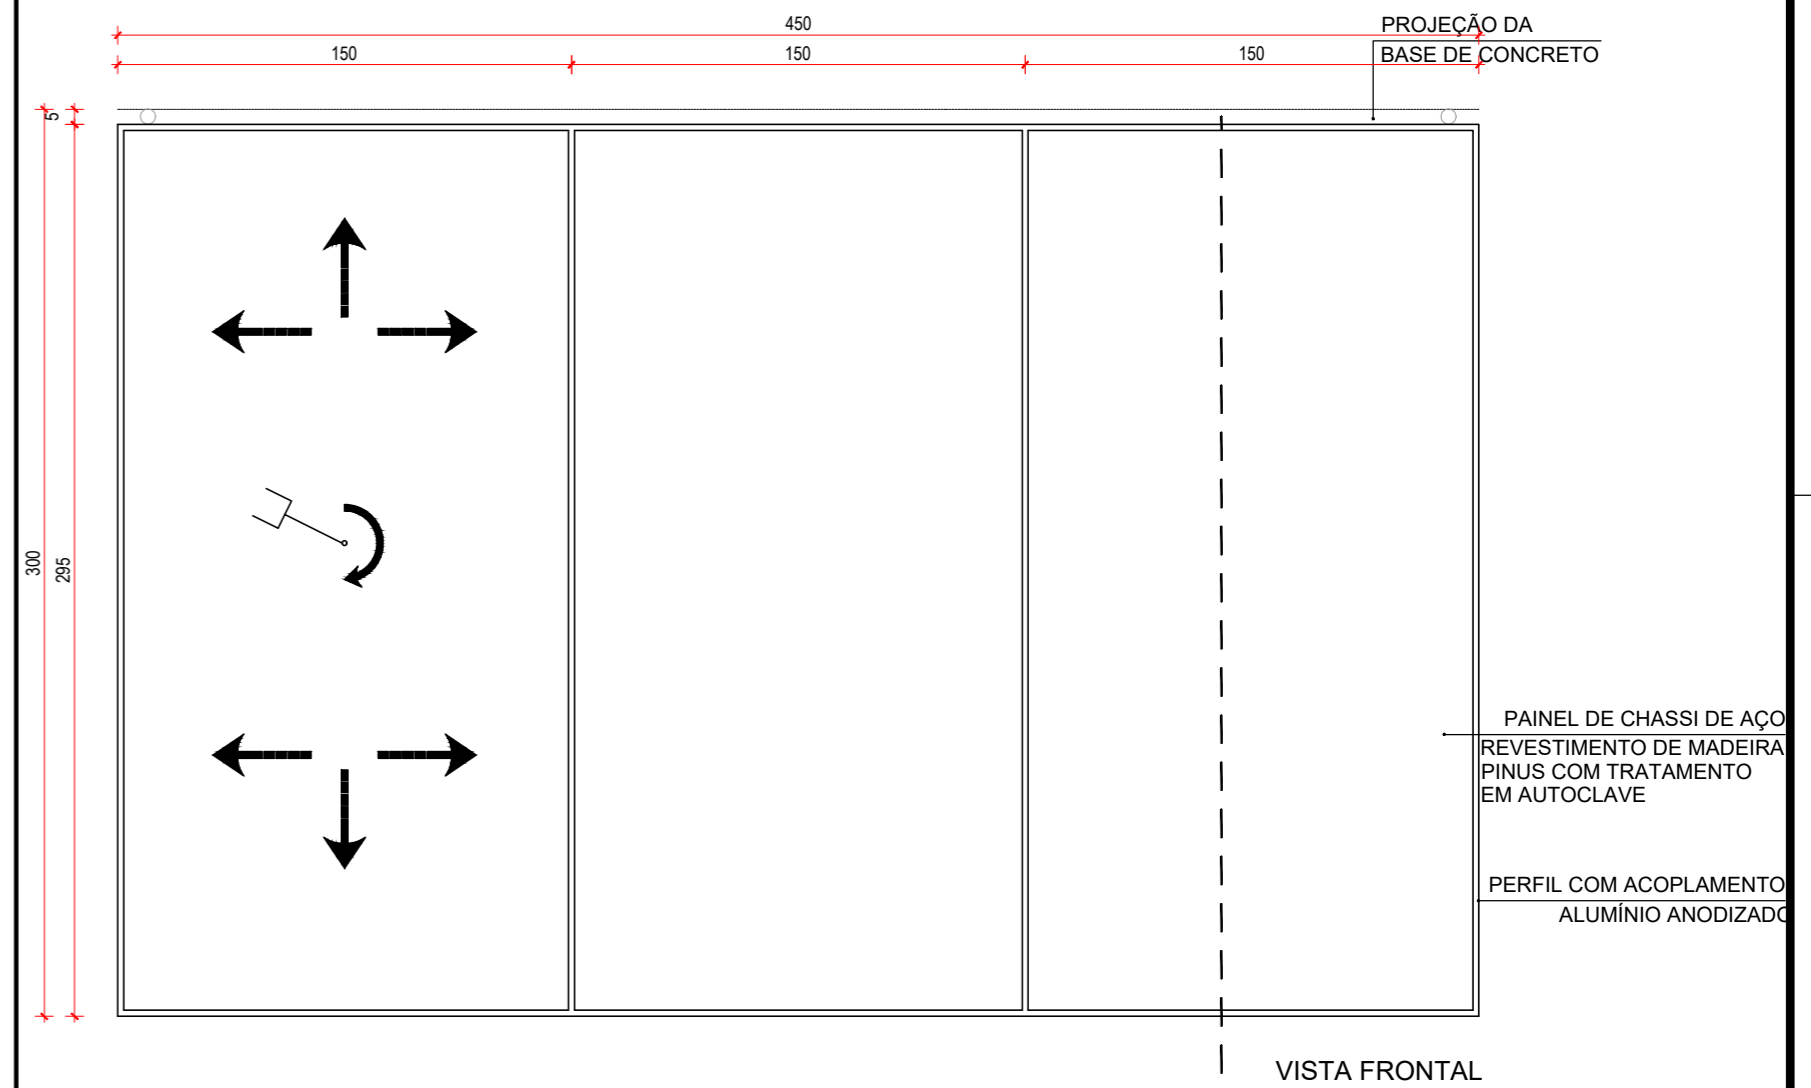 450
PROJEÇÃO DA
BASE DE CONCRETO
150
150
150
5
300
295
PAINEL DE CHASSI DE AÇO
REVESTIMENTO DE MADEIRA
PINUS COM TRATAMENTO
EM AUTOCLAVE
PERFIL COM ACOPLAMENTO
ALUMÍNIO ANODIZADO
VISTA FRONTAL